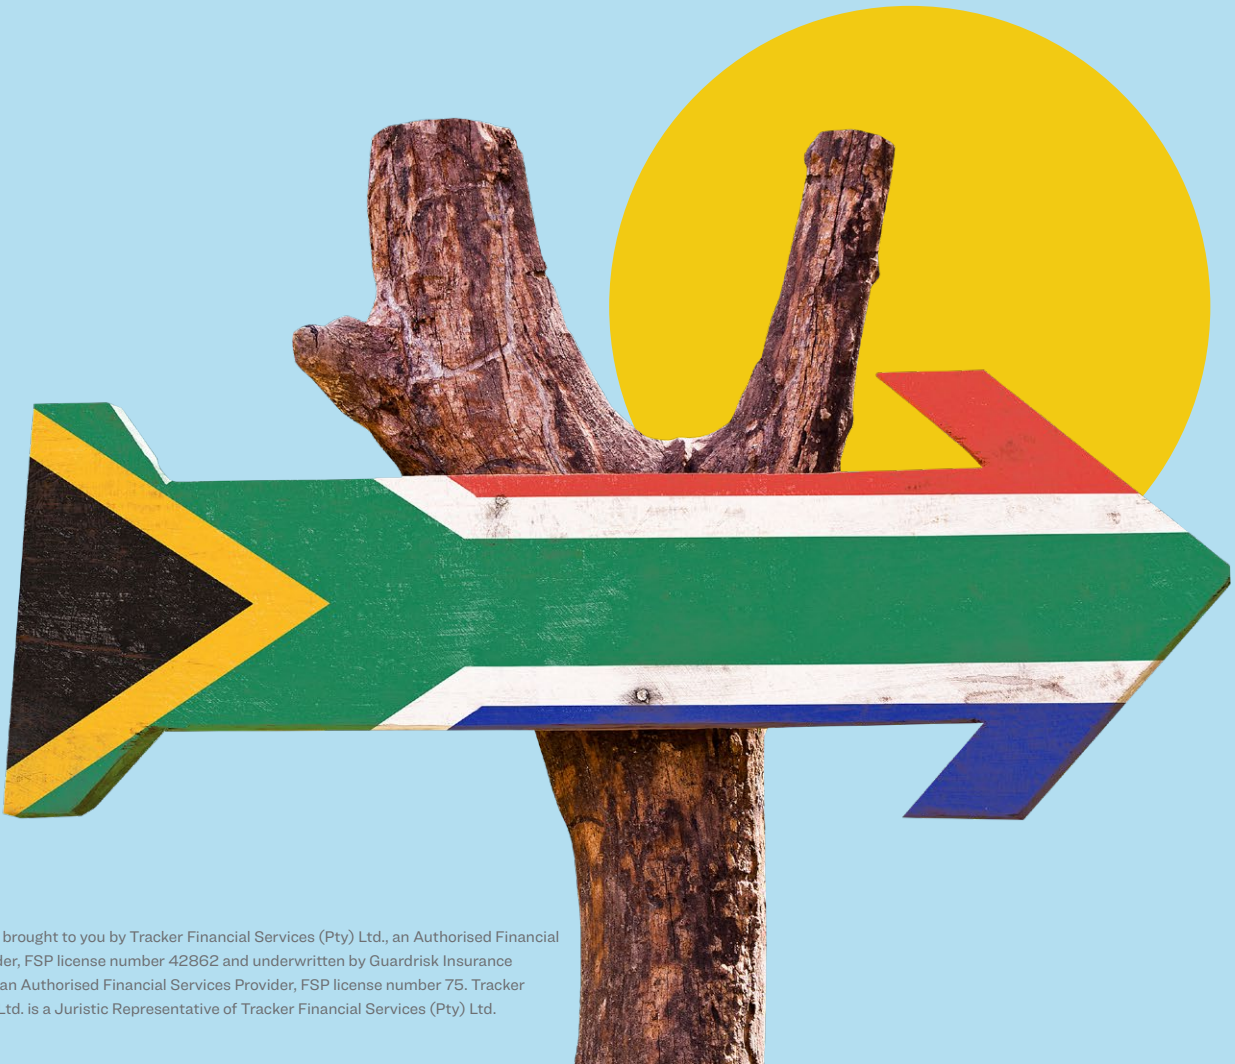 brought to you by Tracker Financial Services (Pty) Ltd., an Authorised Financial
FSP license number 42862 and underwritten by Guardrisk Insurance
an Authorised Financial Services Provider, FSP license number 75. Tracker
Ltd. is a Juristic Representative of Tracker Financial Services (Pty) Ltd.